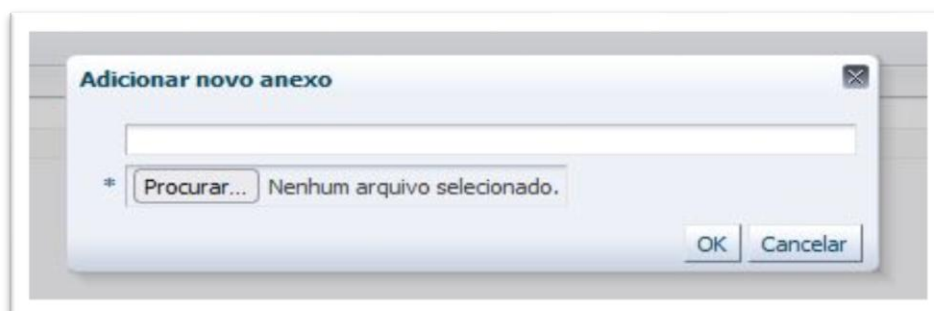 Adicionar novo anexo
* Procurar... Nenhum arquivo selecionado.
OK Cancelar